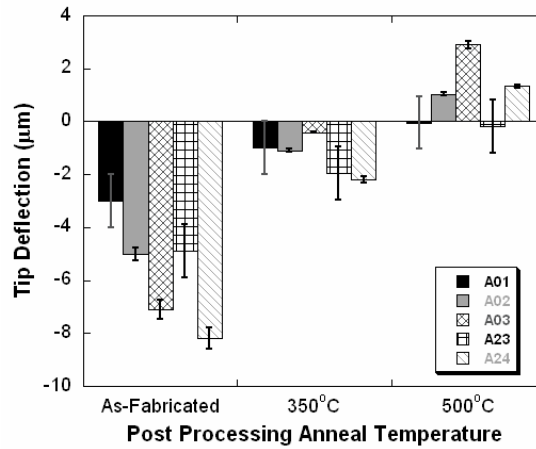 4
2
0
-2
-4
-6
-8
-10
Tip Deflection (μm)
A01
A02
A03
A23
A24
As-Fabricated 350°C 500°C
Post Processing Anneal Temperature